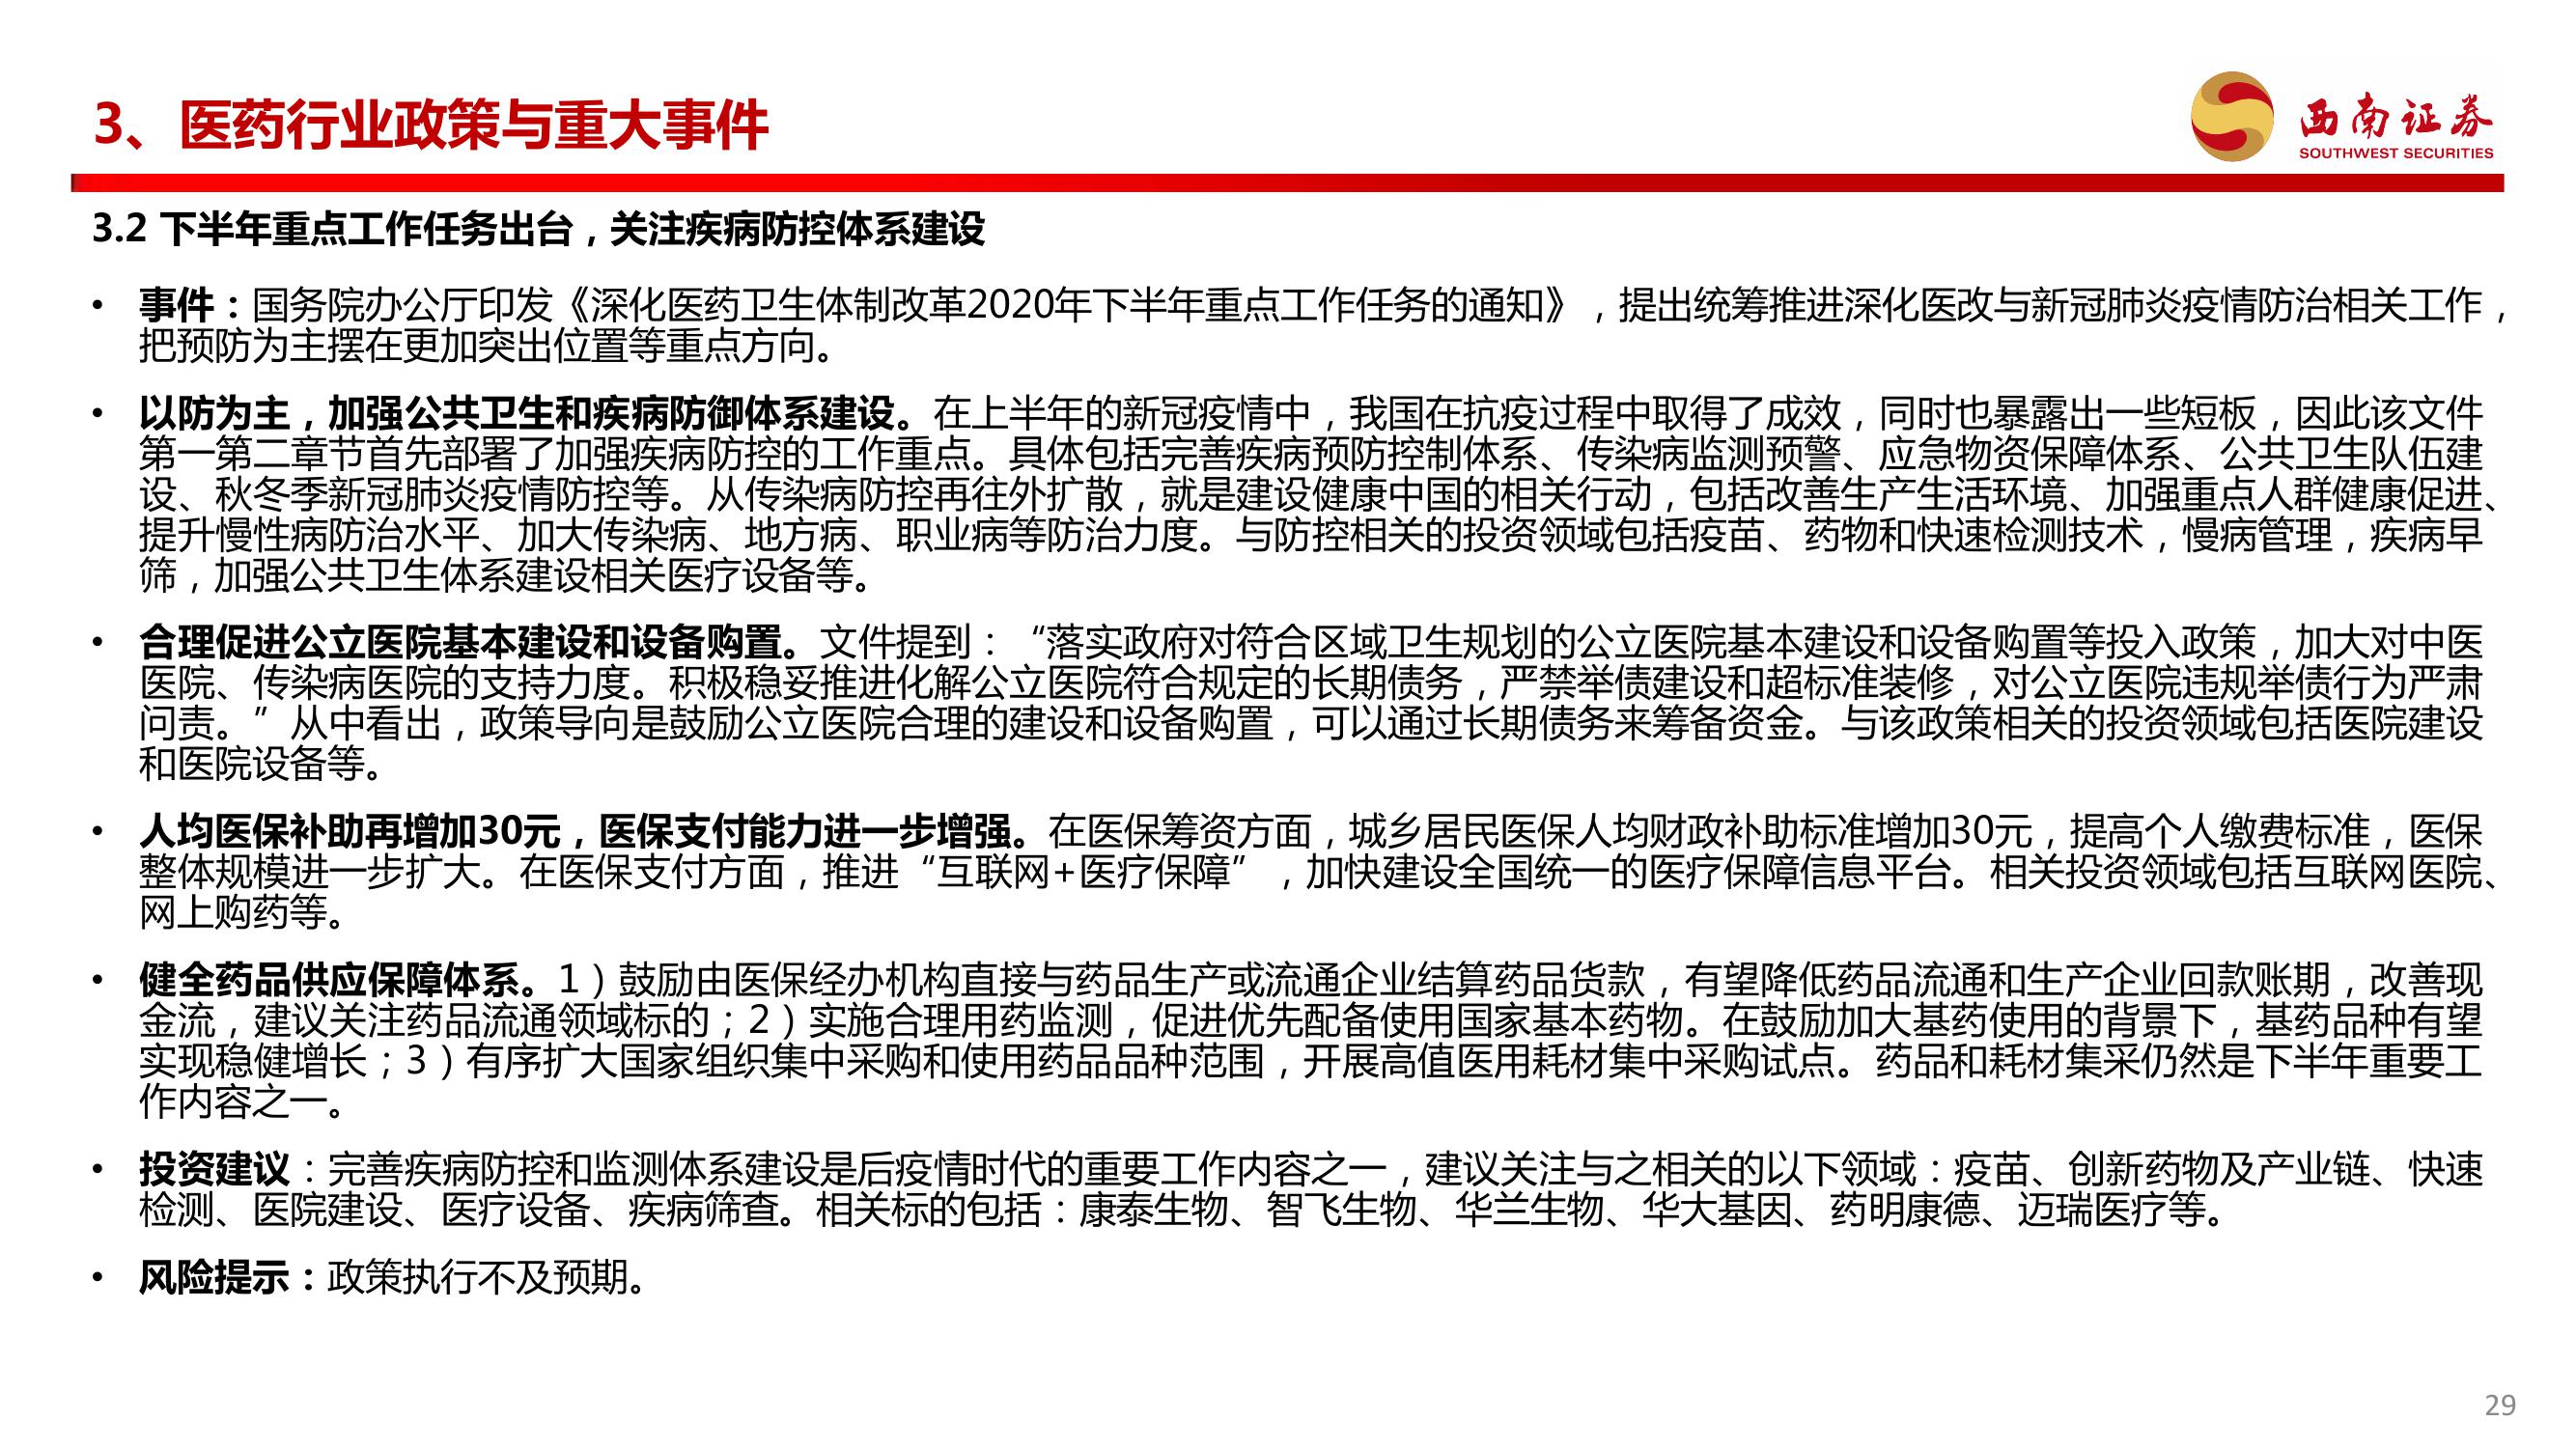 3、医药行业政策与重大事件
西南证券
SOUTHWEST SECURITIES
3.2 下半年重点工作任务出台，关注疾病防控体系建设
• 事件：国务院办公厅印发《深化医药卫生体制改革2020年下半年重点工作任务的通知》，提出统筹推进深化医改与新冠肺炎疫情防治相关工作，
把预防为主摆在更加突出位置等重点方向。
• 以防为主，加强公共卫生和疾病防御体系建设。在上半年的新冠疫情中，我国在抗疫过程中取得了成效，同时也暴露出一些短板，因此该文件
第一第二章节首先部署了加强疾病防控的工作重点。具体包括完善疾病预防控制体系、传染病监测预警、应急物资保障体系、公共卫生队伍建
设、秋冬季新冠肺炎疫情防控等。从传染病防控再往外扩散，就是建设健康中国的相关行动，包括改善生产生活环境、加强重点人群健康促进、
提升慢性病防治水平、加大传染病、地方病、职业病等防治力度。与防控相关的投资领域包括疫苗、药物和快速检测技术，慢病管理，疾病早
筛，加强公共卫生体系建设相关医疗设备等。
• 合理促进公立医院基本建设和设备购置。文件提到：“落实政府对符合区域卫生规划的公立医院基本建设和设备购置等投入政策，加大对中医
医院、传染病医院的支持力度。积极稳妥推进化解公立医院符合规定的长期债务，严禁举债建设和超标准装修，对公立医院违规举债行为严肃
问责。”从中看出，政策导向是鼓励公立医院合理的建设和设备购置，可以通过长期债务来筹备资金。与该政策相关的投资领域包括医院建设
和医院设备等。
• 人均医保补助再增加30元，医保支付能力进一步增强。在医保筹资方面，城乡居民医保人均财政补助标准增加30元，提高个人缴费标准，医保
整体规模进一步扩大。在医保支付方面，推进“互联网+医疗保障”，加快建设全国统一的医疗保障信息平台。相关投资领域包括互联网医院、
网上购药等。
• 健全药品供应保障体系。1）鼓励由医保经办机构直接与药品生产或流通企业结算药品货款，有望降低药品流通和生产企业回款账期，改善现
金流，建议关注药品流通领域标的；2）实施合理用药监测，促进优先配备使用国家基本药物。在鼓励加大基药使用的背景下，基药品种有望
实现稳健增长；3）有序扩大国家组织集中采购和使用药品品种范围，开展高值医用耗材集中采购试点。药品和耗材集采仍然是下半年重要工
作内容之一。
• 投资建议：完善疾病防控和监测体系建设是后疫情时代的重要工作内容之一，建议关注与之相关的以下领域：疫苗、创新药物及产业链、快速
检测、医院建设、医疗设备、疾病筛查。相关标的包括：康泰生物、智飞生物、华兰生物、华大基因、药明康德、迈瑞医疗等。
• 风险提示：政策执行不及预期。
29